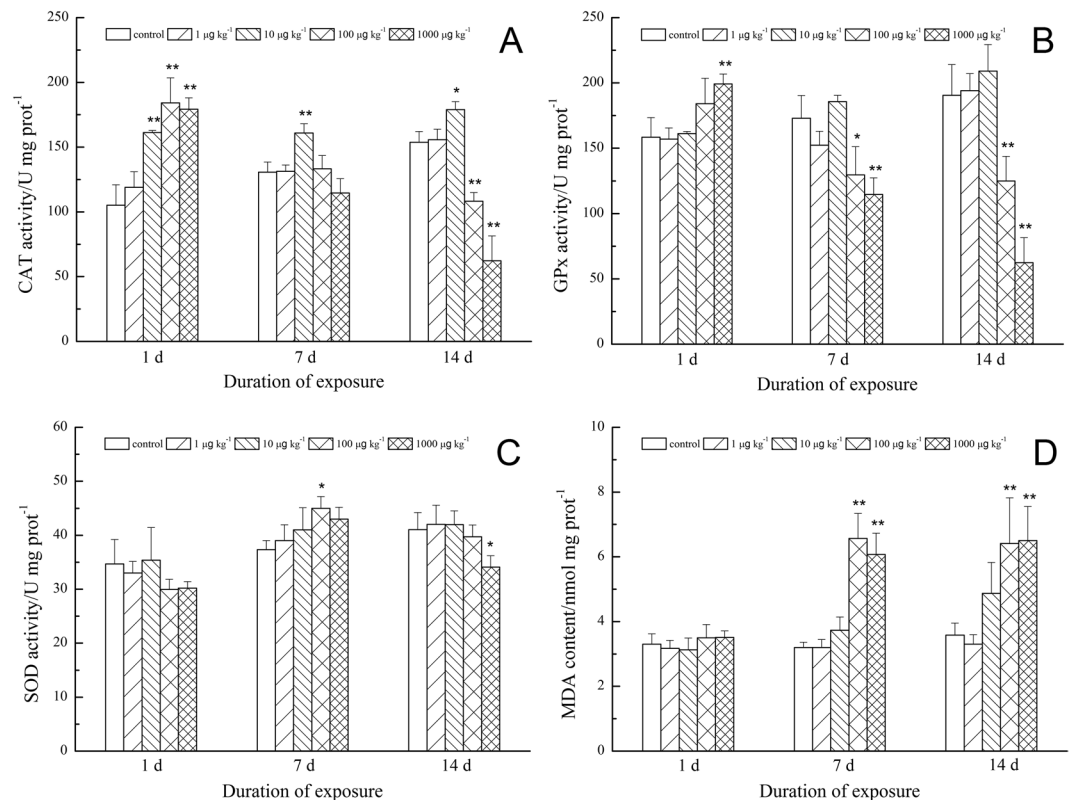 A
control 1 μg kg-1 10 μg kg-1 100 μg kg-1 1000 μg kg-1
CAT activity/U mg prot-1
250
200
150
100
50
0
** ** ** ** * ** **
1 d 7 d 14 d
Duration of exposure
B
control 1 μg kg-1 10 μg kg-1 100 μg kg-1 1000 μg kg-1
GPx activity/U mg prot-1
250
200
150
100
50
0
** * ** ** **
1 d 7 d 14 d
Duration of exposure
C
control 1 μg kg-1 10 μg kg-1 100 μg kg-1 1000 μg kg-1
SOD activity/U mg prot-1
60
50
40
30
20
10
0
* *
1 d 7 d 14 d
Duration of exposure
D
control 1 μg kg-1 10 μg kg-1 100 μg kg-1 1000 μg kg-1
MDA content/nmol mg prot-1
10
8
6
4
2
0
** ** ** **
1 d 7 d 14 d
Duration of exposure